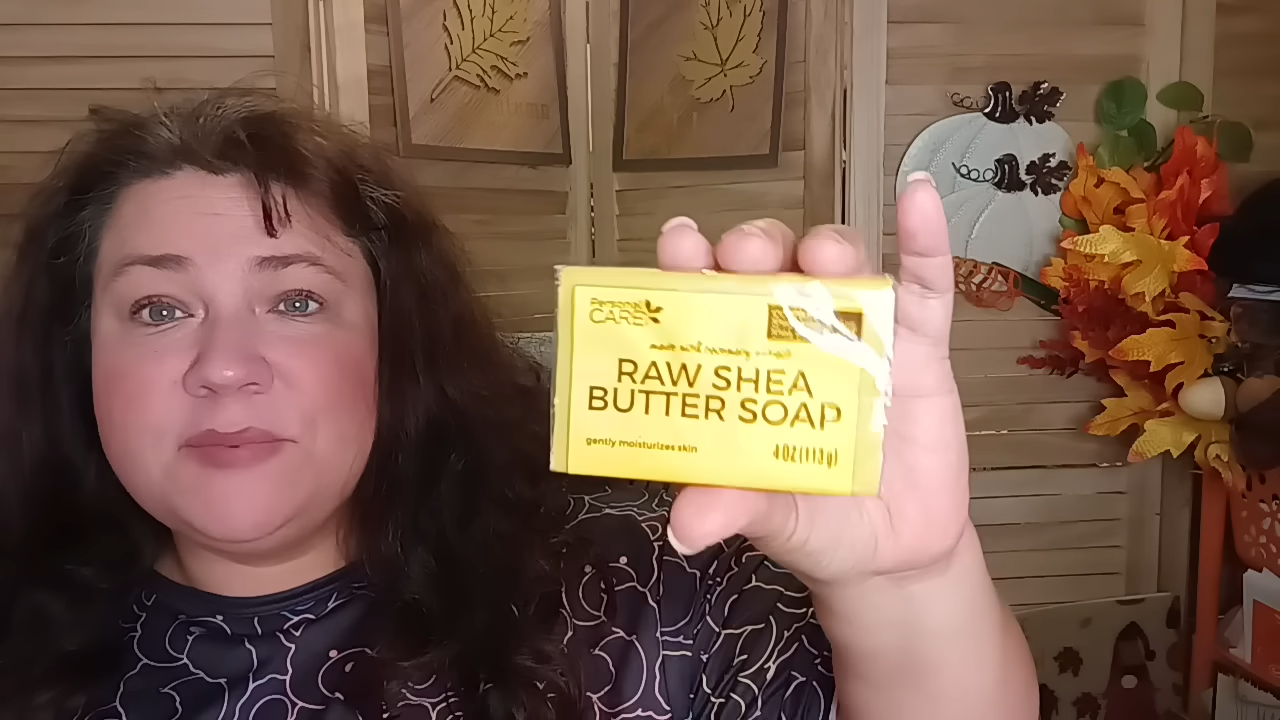 Personal
CARE
RAW SHEA
BUTTER SOAP
gently moisturizes skin
4 OZ (113g)